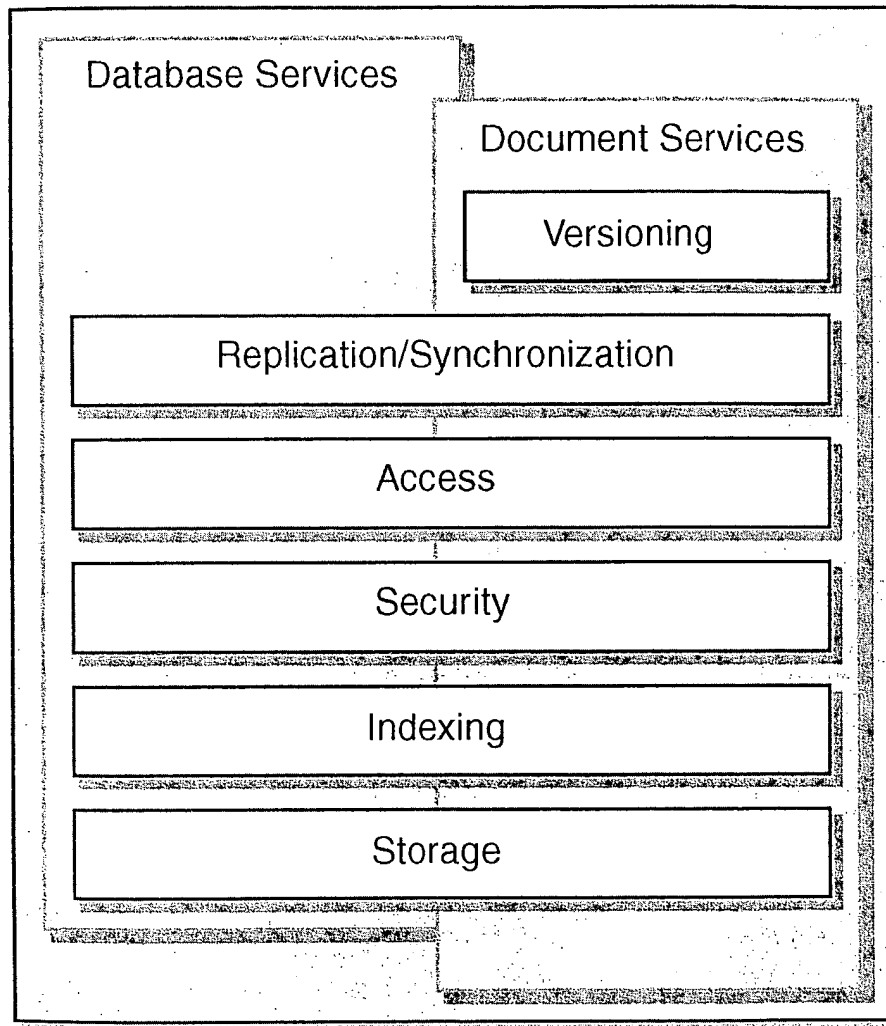 Database Services
Document Services
Versioning
Replication/Synchronization
Access
Security
Indexing
Storage